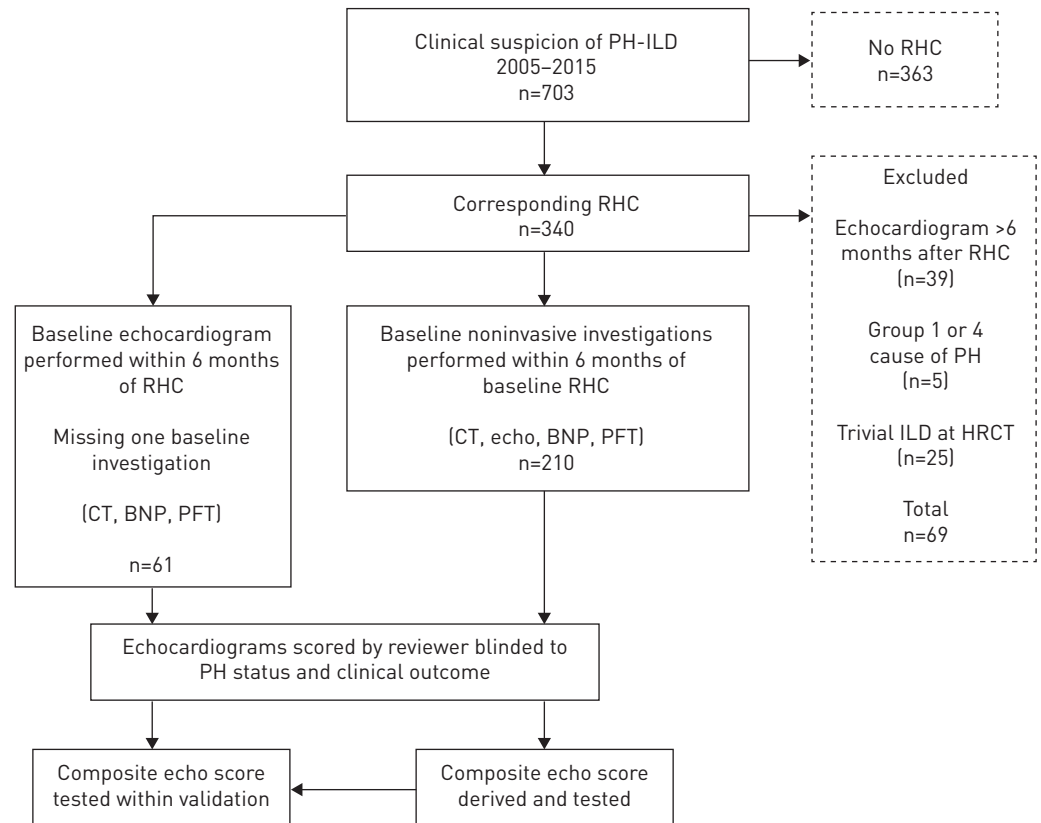 Clinical suspicion of PH-ILD
2005–2015
n=703
No RHC
n=363
Corresponding RHC
n=340
Excluded
Echocardiogram >6
months after RHC
(n=39)
Group 1 or 4
cause of PH
(n=5)
Trivial ILD at HRCT
(n=25)
Total
n=69
Baseline echocardiogram
performed within 6 months
of RHC
Missing one baseline
investigation
(CT, BNP, PFT)
n=61
Baseline noninvasive investigations
performed within 6 months of
baseline RHC
(CT, echo, BNP, PFT)
n=210
Echocardiograms scored by reviewer blinded to
PH status and clinical outcome
Composite echo score
tested within validation
Composite echo score
derived and tested